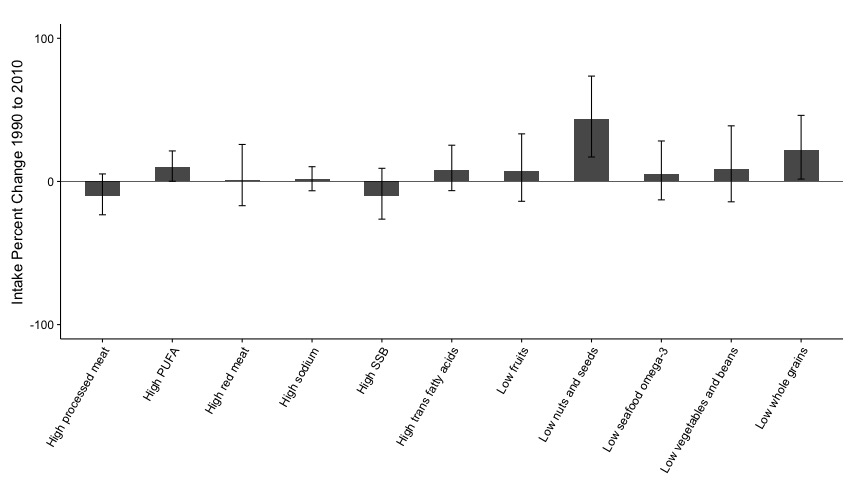 Intake Percent Change 1990 to 2010
100
0
-100
High processed meat
High PUFA
High red meat
High sodium
High SSB
High trans fatty acids
Low fruits
Low nuts and seeds
Low seafood omega-3
Low vegetables and beans
Low whole grains